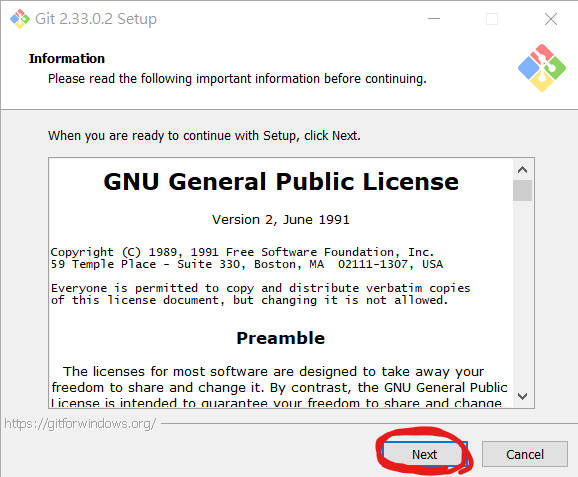 Git 2.33.0.2 Setup
Information
Please read the following important information before continuing.
When you are ready to continue with Setup, click Next.
GNU General Public License
Version 2, June 1991
Copyright (C) 1989, 1991 Free Software Foundation, Inc.
59 Temple Place - Suite 330, Boston, MA  02111-1307, USA
Everyone is permitted to copy and distribute verbatim copies
of this license document, but changing it is not allowed.
Preamble
The licenses for most software are designed to take away your
freedom to share and change it. By contrast, the GNU General Public
License is intended to guarantee your freedom to share and change
https://gitforwindows.org/
Next
Cancel